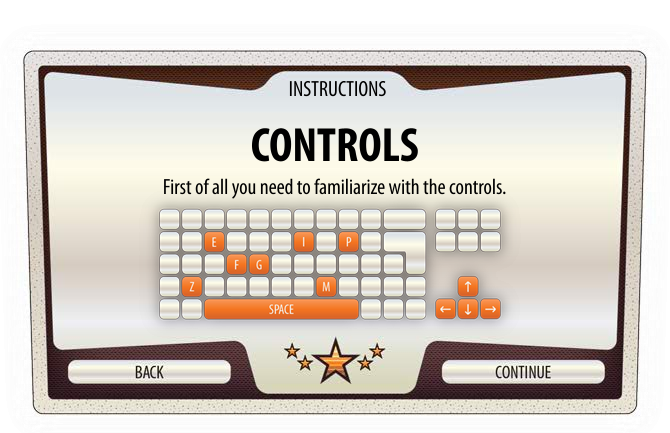 INSTRUCTIONS
CONTROLS
First of all you need to familiarize with the controls.
E I P
F G
Z M ↑
SPACE ← ↓ →
BACK CONTINUE